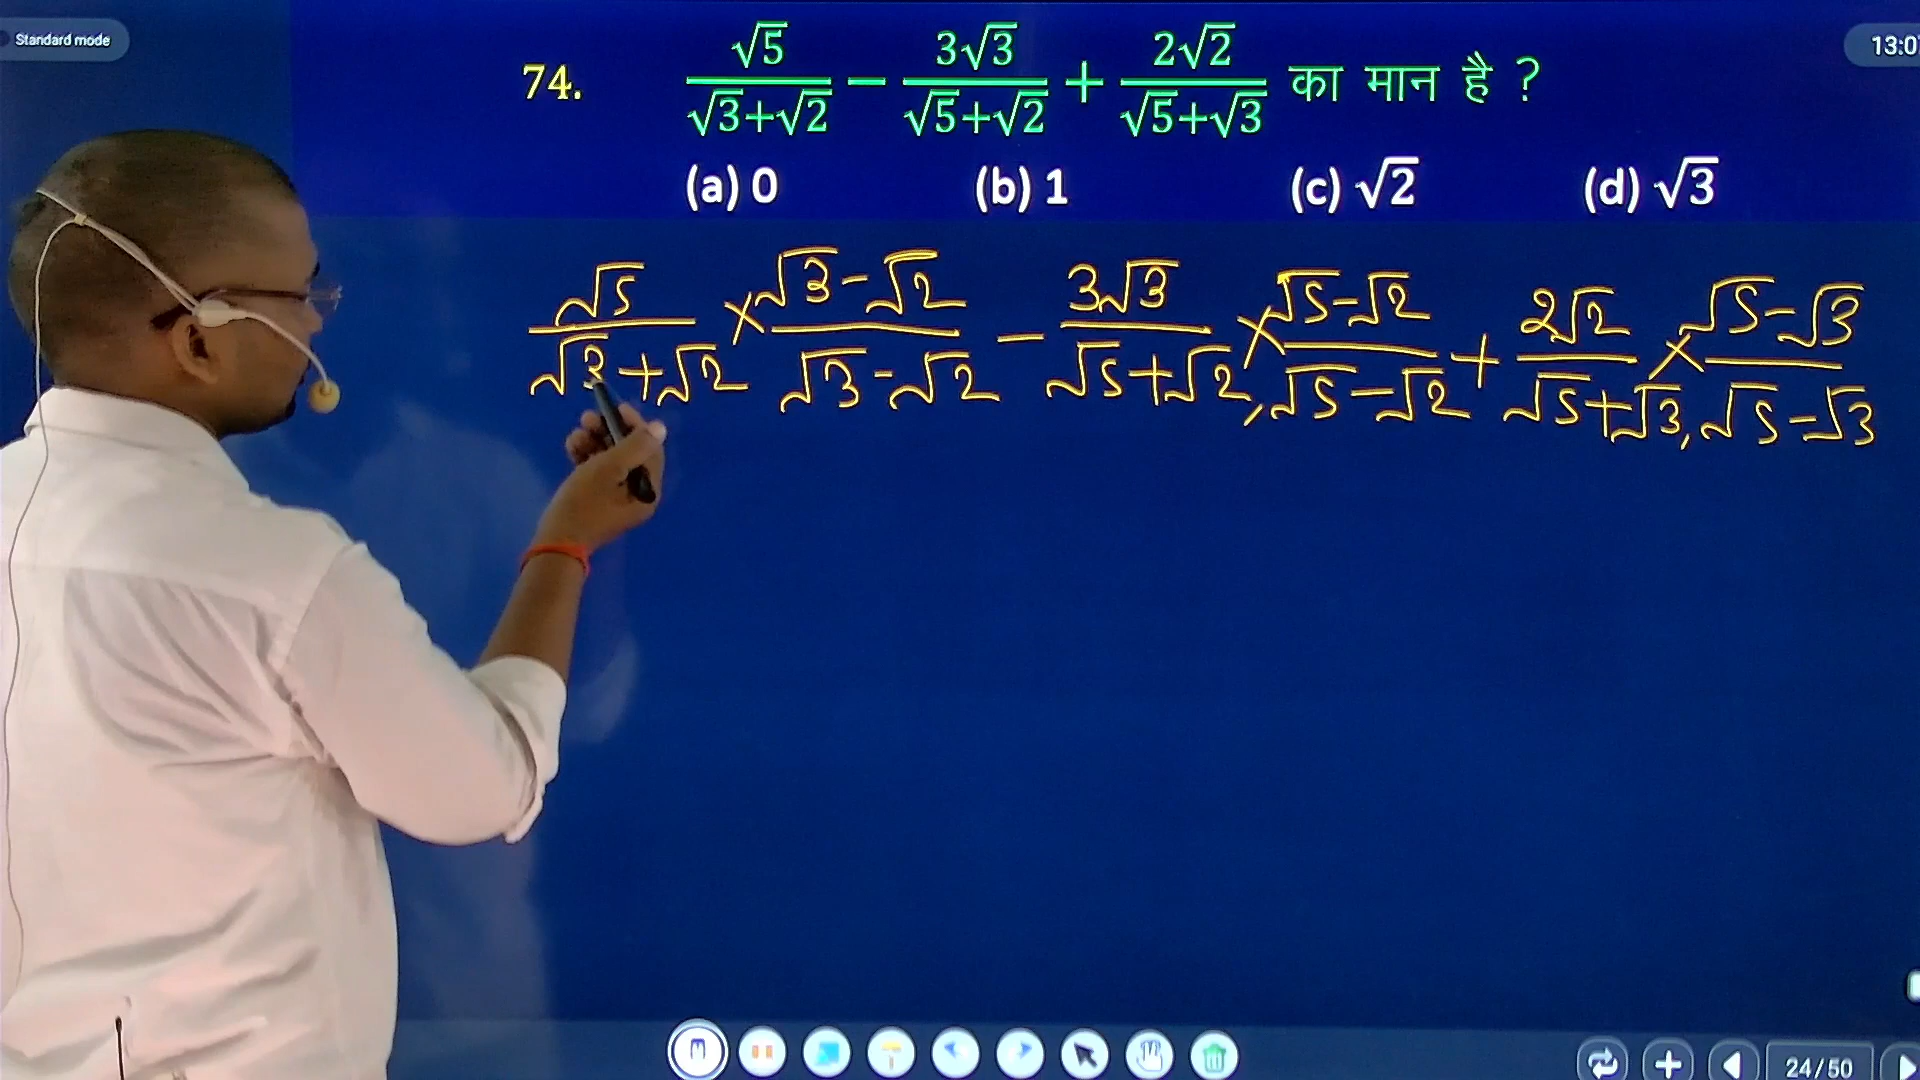 Standard mode
13:0
74. √5/(√3+√2) − 3√3/(√5+√2) + 2√2/(√5+√3) का मान है ?
(a) 0 (b) 1 (c) √2 (d) √3
√5/(√3+√2) × (√3-√2)/(√3-√2) − 3√3/(√5+√2) × (√5-√2)/(√5-√2) + 2√2/(√5+√3) × (√5-√3)/(√5-√3)
24/50